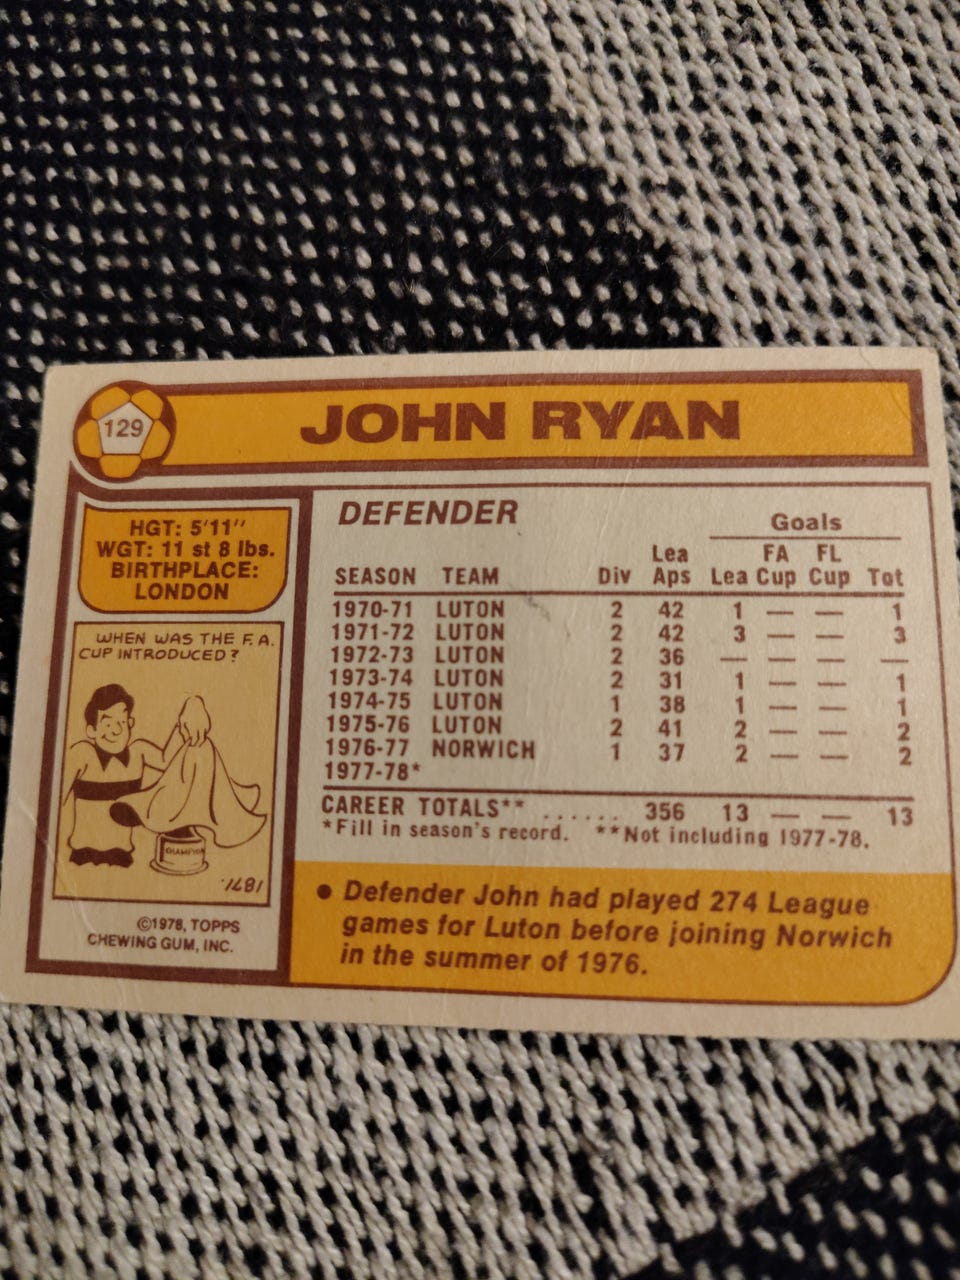 129
JOHN RYAN
HGT: 5'11"
WGT: 11 st 8 lbs.
BIRTHPLACE:
LONDON
WHEN WAS THE F.A.
CUP INTRODUCED?
CHAMPION
1871.
©1978, TOPPS
CHEWING GUM, INC.
DEFENDER
Goals
Lea FA FL
SEASON TEAM Div Aps Lea Cup Cup Tot
1970-71 LUTON 2 42 1 — — 1
1971-72 LUTON 2 42 3 — — 3
1972-73 LUTON 2 36 — — — —
1973-74 LUTON 2 31 1 — — 1
1974-75 LUTON 1 38 1 — — 1
1975-76 LUTON 2 41 2 — — 2
1976-77 NORWICH 1 37 2 — — 2
1977-78*
CAREER TOTALS** ...... 356 13 — — 13
*Fill in season's record. **Not including 1977-78.
● Defender John had played 274 League
games for Luton before joining Norwich
in the summer of 1976.